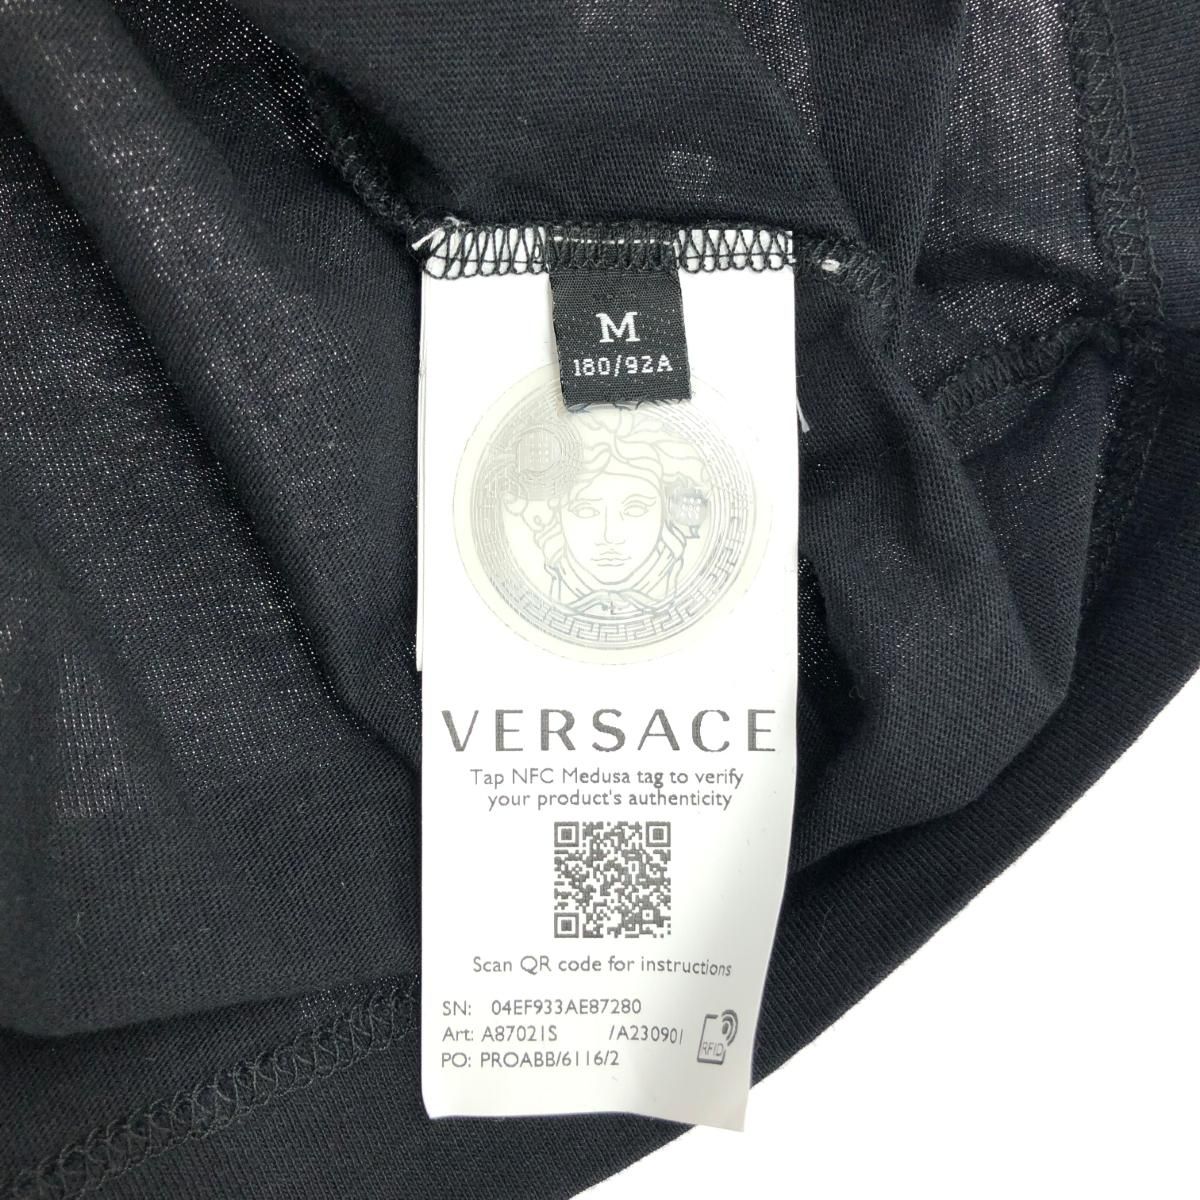 M
180/92A
VERSACE
Tap NFC Medusa tag to verify
your product's authenticity
Scan QR code for instructions
SN: 04EF933AE87280
Art: A87021S /A230901
PO: PROABB/6116/2
RFID